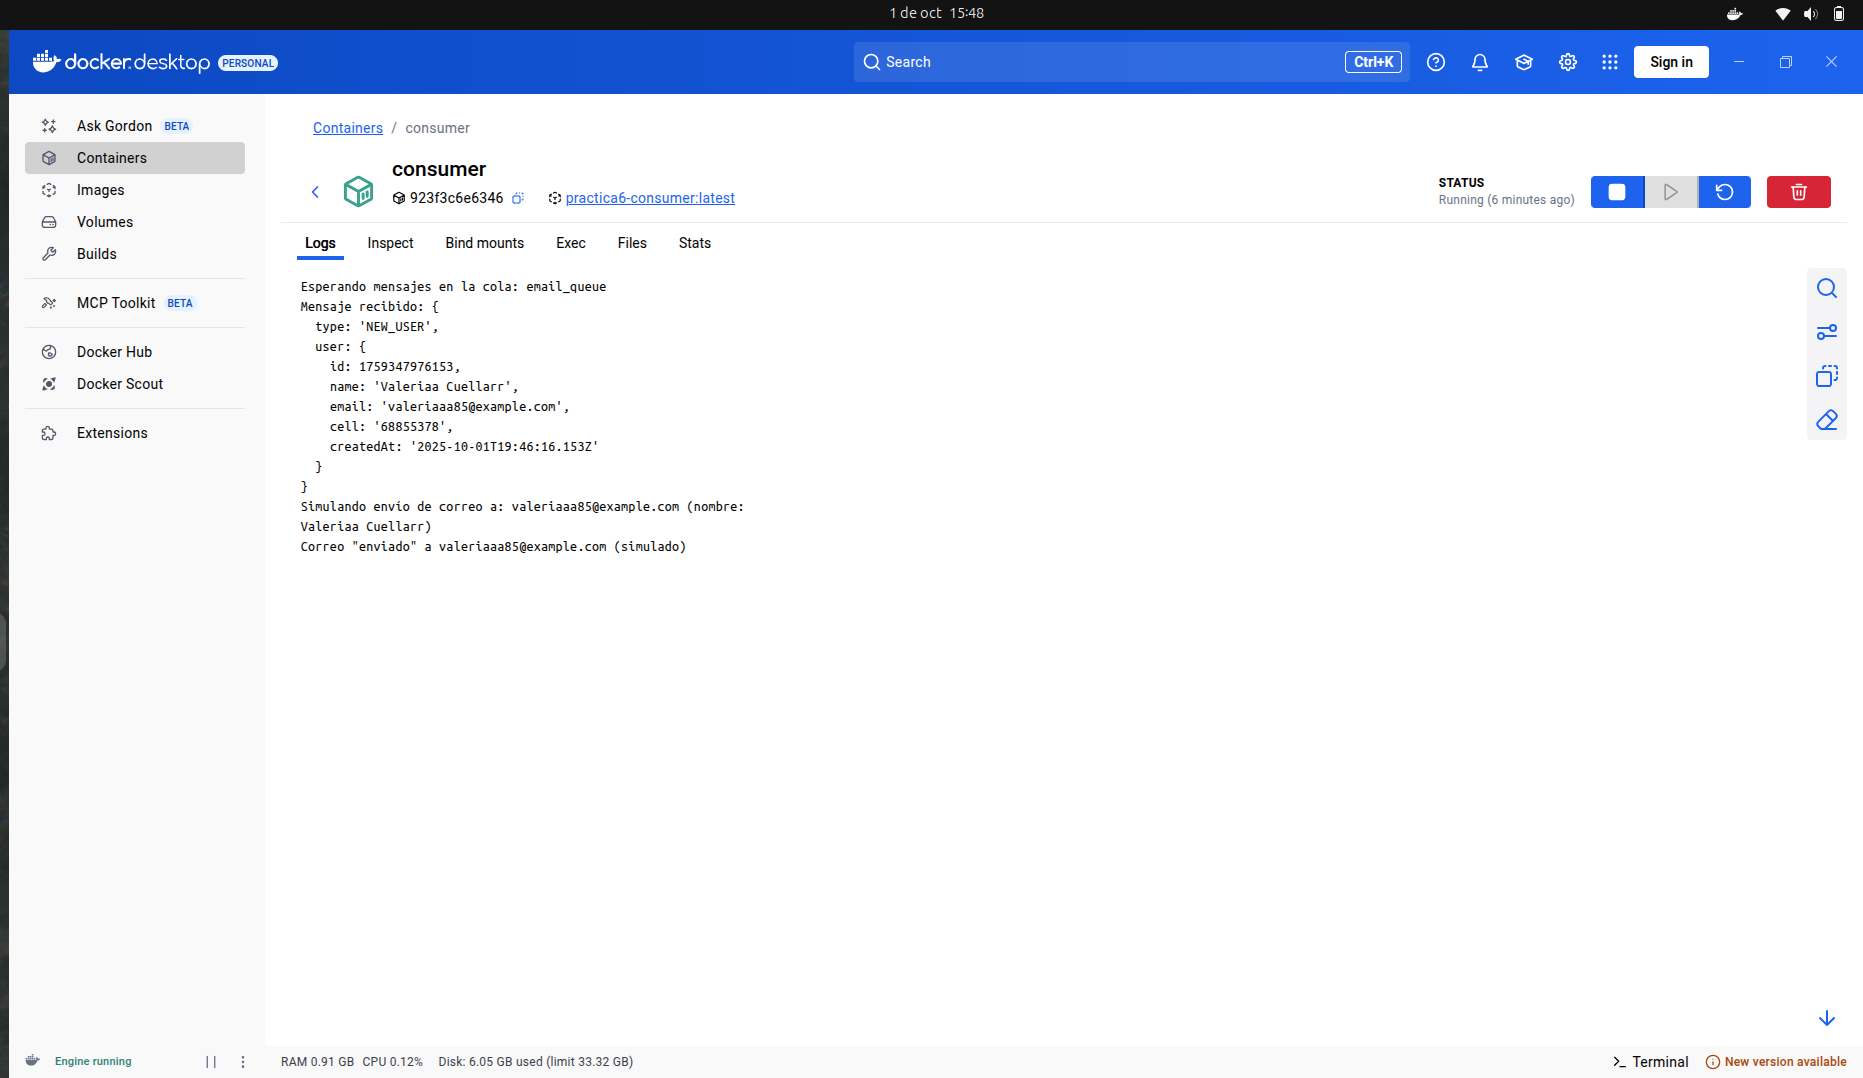 1 de oct 15:48
docker.desktop PERSONAL
Search Ctrl+K
Sign in
Ask Gordon BETA
Containers
Images
Volumes
Builds
MCP Toolkit BETA
Docker Hub
Docker Scout
Extensions
Containers / consumer
consumer
923f3c6e6346 practica6-consumer:latest
STATUS
Running (6 minutes ago)
Logs Inspect Bind mounts Exec Files Stats
Esperando mensajes en la cola: email_queue
Mensaje recibido: {
type: 'NEW_USER',
user: {
id: 1759347976153,
name: 'Valeriaa Cuellarr',
email: 'valeriaaa85@example.com',
cell: '68855378',
createdAt: '2025-10-01T19:46:16.153Z'
}
}
Simulando envío de correo a: valeriaaa85@example.com (nombre:
Valeriaa Cuellarr)
Correo "enviado" a valeriaaa85@example.com (simulado)
Engine running
RAM 0.91 GB CPU 0.12% Disk: 6.05 GB used (limit 33.32 GB)
>_ Terminal
New version available